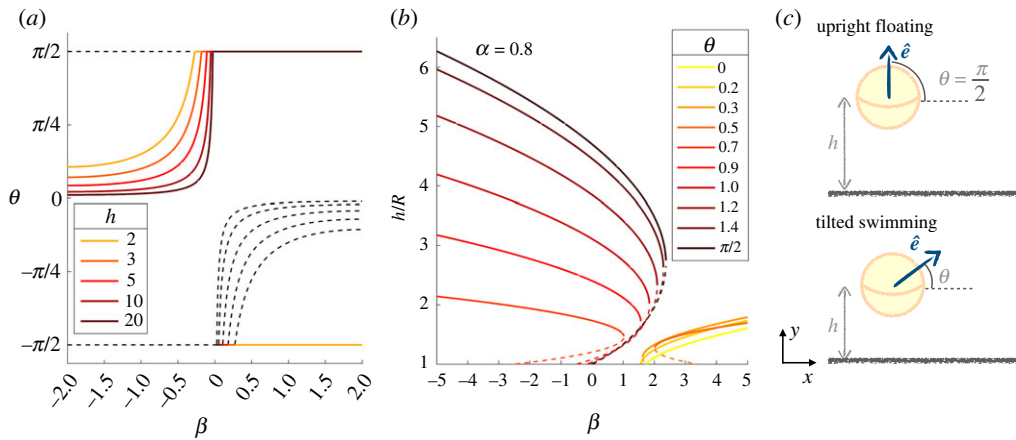 (a)
π/2
π/4
θ 0
−π/4
−π/2
h
2
3
5
10
20
−2.0 −1.5 −1.0 −0.5 0 0.5 1.0 1.5 2.0
β
(b)
α = 0.8
h/R
6
5
4
3
2
1
−5 −4 −3 −2 −1 0 1 2 3 4 5
β
θ
0
0.2
0.3
0.5
0.7
0.9
1.0
1.2
1.4
π/2
(c)
upright floating
ê
θ = π/2
h
tilted swimming
ê
θ
h
y
x